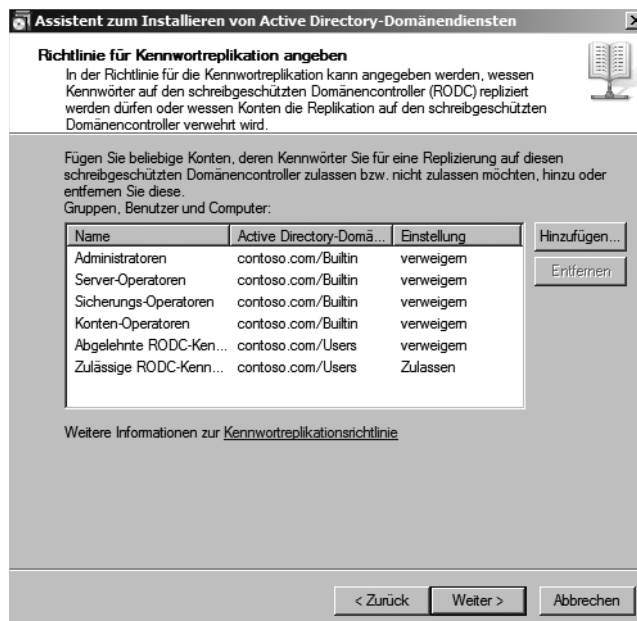 Assistent zum Installieren von Active Directory-Domänendiensten
Richtlinie für Kennwortreplikation angeben
In der Richtlinie für die Kennwortreplikation kann angegeben werden, wessen
Kennwörter auf den schreibgeschützten Domänencontroller (RODC) repliziert
werden dürfen oder wessen Konten die Replikation auf den schreibgeschützten
Domänencontroller verwehrt wird.
Fügen Sie beliebige Konten, deren Kennwörter Sie für eine Replizierung auf diesen
schreibgeschützten Domänencontroller zulassen bzw. nicht zulassen möchten, hinzu oder
entfernen Sie diese.
Gruppen, Benutzer und Computer:
Name Active Directory-Domä... Einstellung Hinzufügen...
Administratoren contoso.com/Builtin verweigern
Server-Operatoren contoso.com/Builtin verweigern Entfernen
Sicherungs-Operatoren contoso.com/Builtin verweigern
Konten-Operatoren contoso.com/Builtin verweigern
Abgelehnte RODC-Ken... contoso.com/Users verweigern
Zulässige RODC-Kenn... contoso.com/Users Zulassen
Weitere Informationen zur Kennwortreplikationsrichtlinie
< Zurück Weiter > Abbrechen